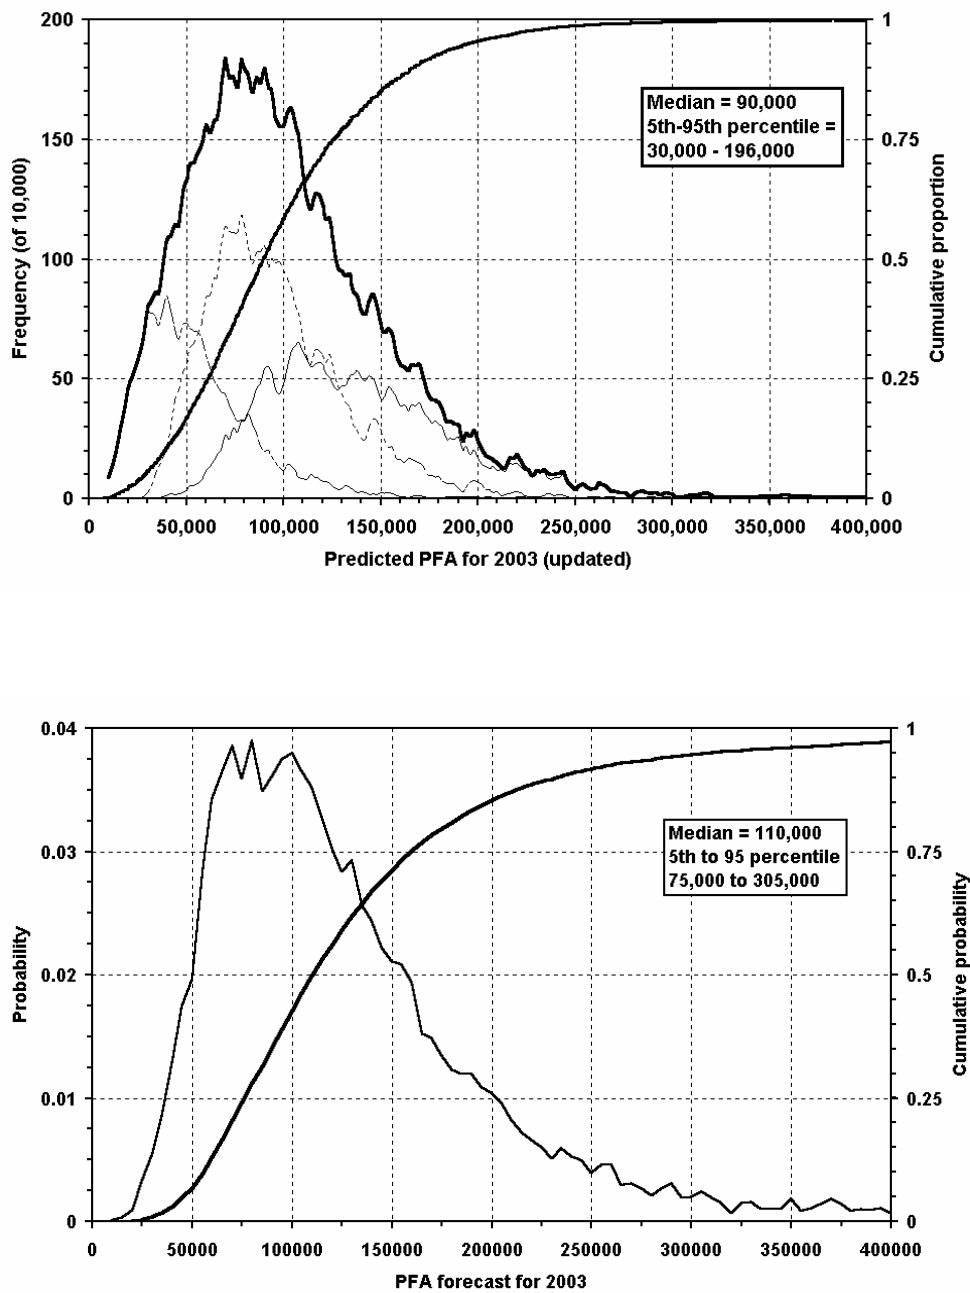 200
150
100
50
0
Frequency (of 10,000)
1
0.75
0.5
0.25
0
Cumulative proportion
Median = 90,000
5th-95th percentile =
30,000 - 196,000
0 50,000 100,000 150,000 200,000 250,000 300,000 350,000 400,000
Predicted PFA for 2003 (updated)
0.04
0.03
0.02
0.01
0
Probability
1
0.75
0.5
0.25
0
Cumulative probability
Median = 110,000
5th to 95 percentile
75,000 to 305,000
0 50000 100000 150000 200000 250000 300000 350000 400000
PFA forecast for 2003